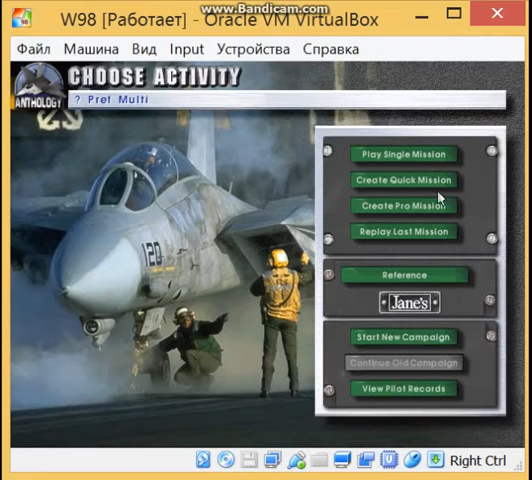 www.Bandicam.com
W98 [Работает] - Oracle VM VirtualBox
Файл Машина Вид Input Устройства Справка
CHOOSE ACTIVITY
ANTHOLOGY
? Pref Multi
Play Single Mission
Create Quick Mission
Create Pro Mission
Replay Last Mission
Reference
Jane's
Start New Campaign
Continue Old Campaign
View Pilot Records
120
Right Ctrl